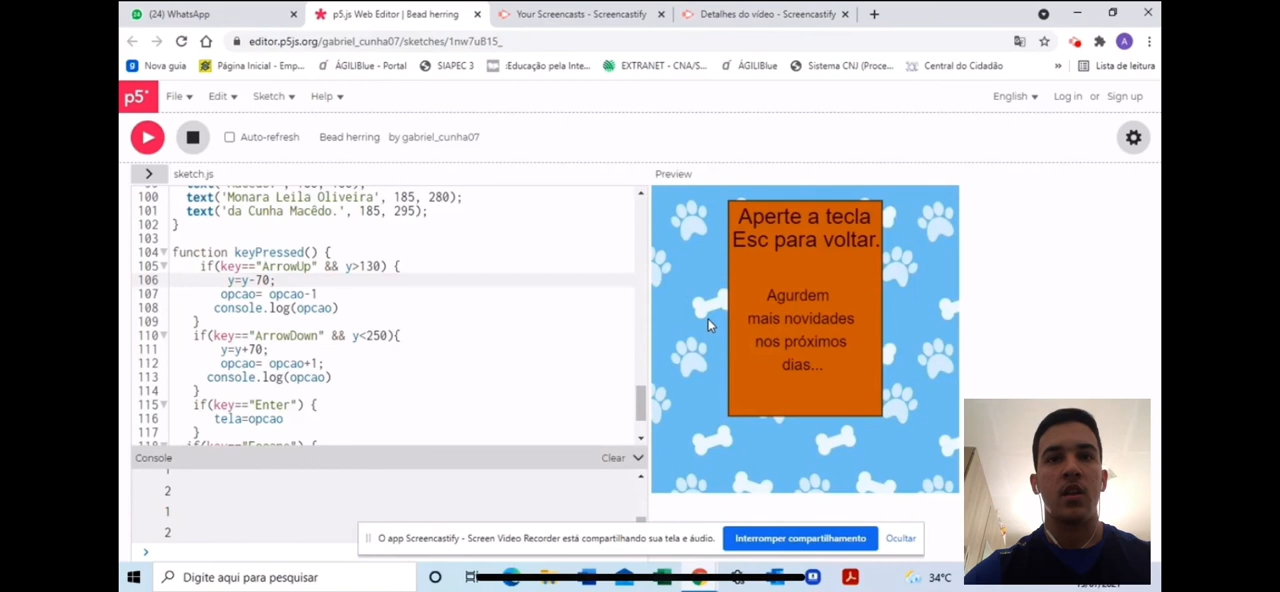 (24) WhatsApp
p5.js Web Editor | Bead herring
Your Screencasts - Screencastify
Detalhes do vídeo - Screencastify
editor.p5js.org/gabriel_cunha07/sketches/1nw7u815_
Nova guia
Página Inicial - Emp...
ÁGILIBlue - Portal
SIAPEC 3
:Educação pela Inte...
EXTRANET - CNA/S...
ÁGILIBlue
Sistema CNJ (Proce...
Central do Cidadão
»
Lista de leitura
p5*
File
Edit
Sketch
Help
English
Log in or Sign up
Auto-refresh
Bead herring by gabriel_cunha07
sketch.js
Preview
100 text('Monara Leila Oliveira', 185, 280);
101 text('da Cunha Macêdo.', 185, 295);
102 }
103
104 function keyPressed() {
105 if(key=="ArrowUp" && y>130) {
106 y=y-70;
107 opcao= opcao-1
108 console.log(opcao)
109 }
110 if(key=="ArrowDown" && y<250){
111 y=y+70;
112 opcao= opcao+1;
113 console.log(opcao)
114 }
115 if(key=="Enter") {
116 tela=opcao
117 }
Aperte a tecla
Esc para voltar.
Agurdem
mais novidades
nos próximos
dias...
Console
Clear
2
1
2
O app Screencastify - Screen Video Recorder está compartilhando sua tela e áudio.
Interromper compartilhamento
Ocultar
Digite aqui para pesquisar
34°C